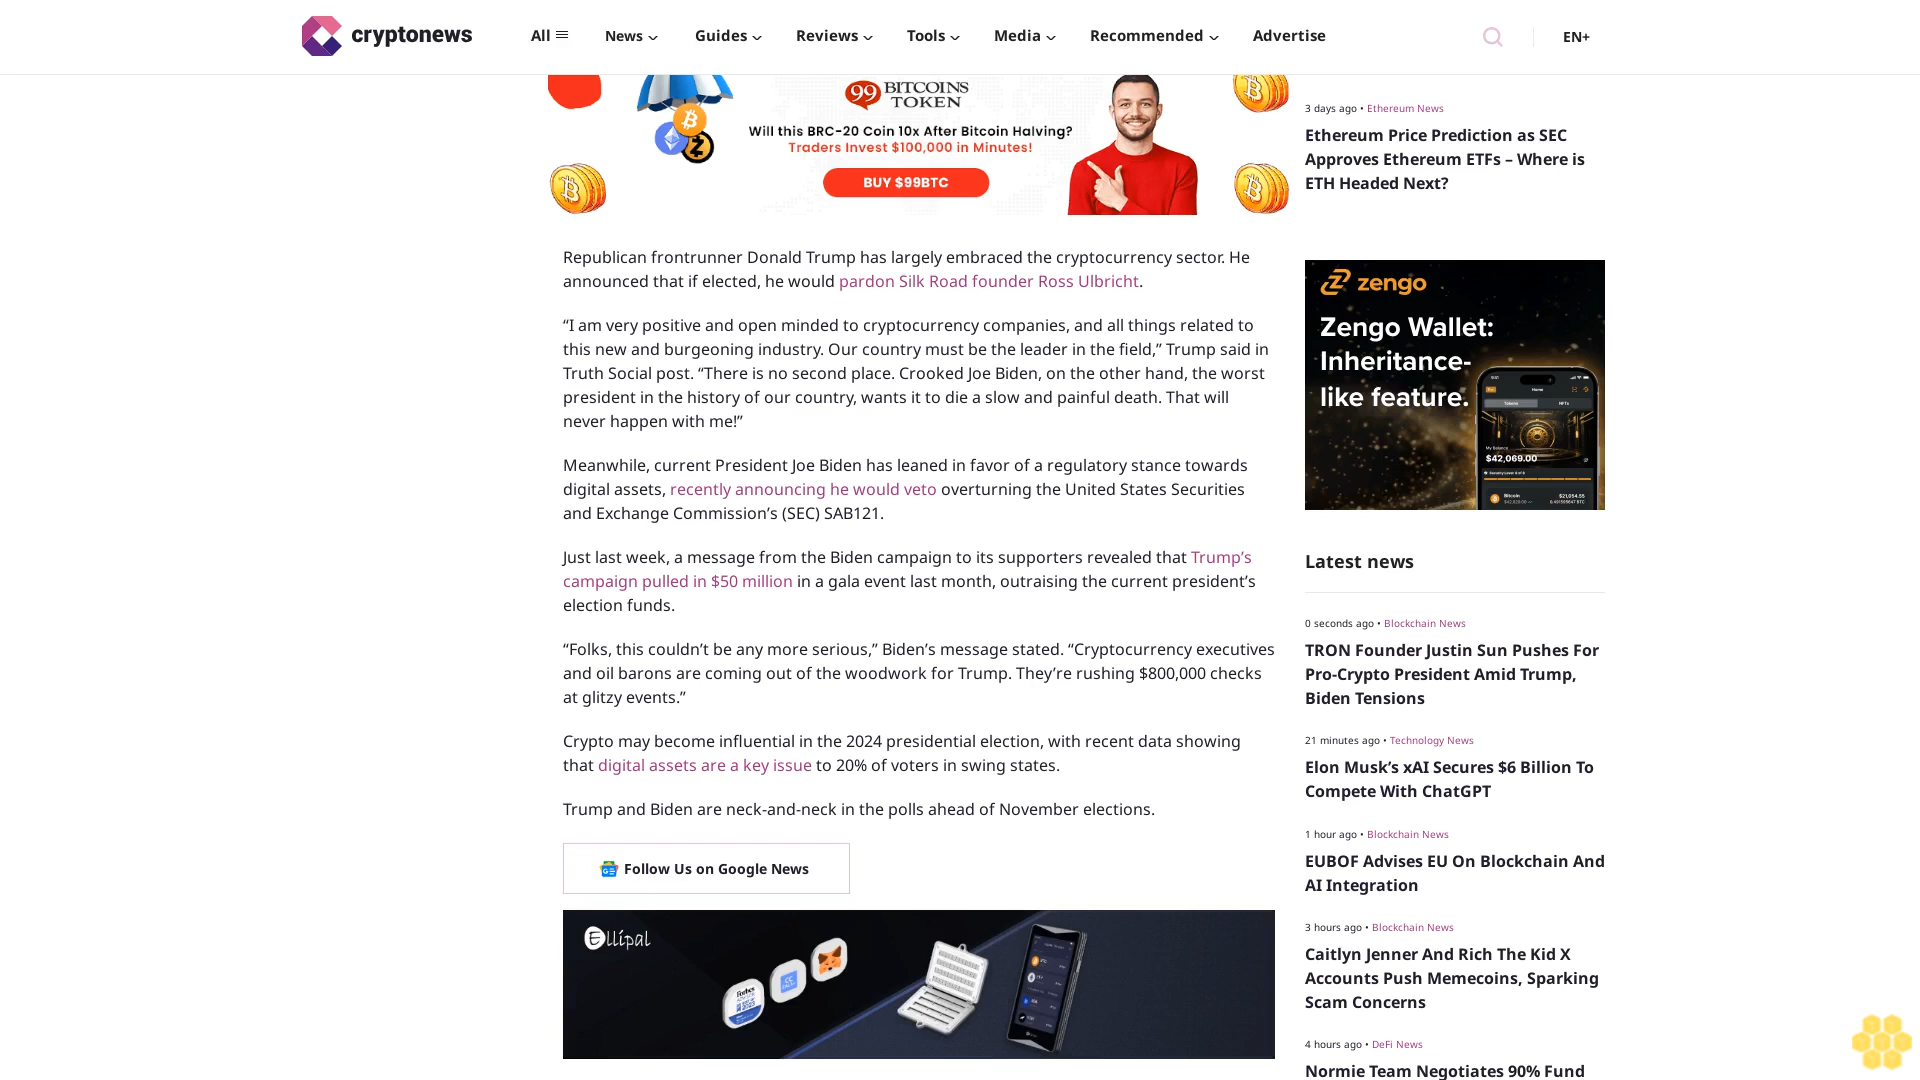 cryptonews
All
News
Guides
Reviews
Tools
Media
Recommended
Advertise
EN+
99 BITCOINS
TOKEN
Will this BRC-20 Coin 10x After Bitcoin Halving?
Traders Invest $100,000 in Minutes!
BUY $99BTC
Republican frontrunner Donald Trump has largely embraced the cryptocurrency sector. He
announced that if elected, he would pardon Silk Road founder Ross Ulbricht.
“I am very positive and open minded to cryptocurrency companies, and all things related to
this new and burgeoning industry. Our country must be the leader in the field,” Trump said in
Truth Social post. “There is no second place. Crooked Joe Biden, on the other hand, the worst
president in the history of our country, wants it to die a slow and painful death. That will
never happen with me!”
Meanwhile, current President Joe Biden has leaned in favor of a regulatory stance towards
digital assets, recently announcing he would veto overturning the United States Securities
and Exchange Commission’s (SEC) SAB121.
Just last week, a message from the Biden campaign to its supporters revealed that Trump’s
campaign pulled in $50 million in a gala event last month, outraising the current president’s
election funds.
“Folks, this couldn’t be any more serious,” Biden’s message stated. “Cryptocurrency executives
and oil barons are coming out of the woodwork for Trump. They’re rushing $800,000 checks
at glitzy events.”
Crypto may become influential in the 2024 presidential election, with recent data showing
that digital assets are a key issue to 20% of voters in swing states.
Trump and Biden are neck-and-neck in the polls ahead of November elections.
Follow Us on Google News
Ellipal
Forbes
3 days ago • Ethereum News
Ethereum Price Prediction as SEC
Approves Ethereum ETFs – Where is
ETH Headed Next?
zengo
Zengo Wallet:
Inheritance-
like feature.
Home
Tokens
NFTs
My Balance
$42,069.00
Bitcoin
$21,054.55
Latest news
0 seconds ago • Blockchain News
TRON Founder Justin Sun Pushes For
Pro-Crypto President Amid Trump,
Biden Tensions
21 minutes ago • Technology News
Elon Musk’s xAI Secures $6 Billion To
Compete With ChatGPT
1 hour ago • Blockchain News
EUBOF Advises EU On Blockchain And
AI Integration
3 hours ago • Blockchain News
Caitlyn Jenner And Rich The Kid X
Accounts Push Memecoins, Sparking
Scam Concerns
4 hours ago • DeFi News
Normie Team Negotiates 90% Fund